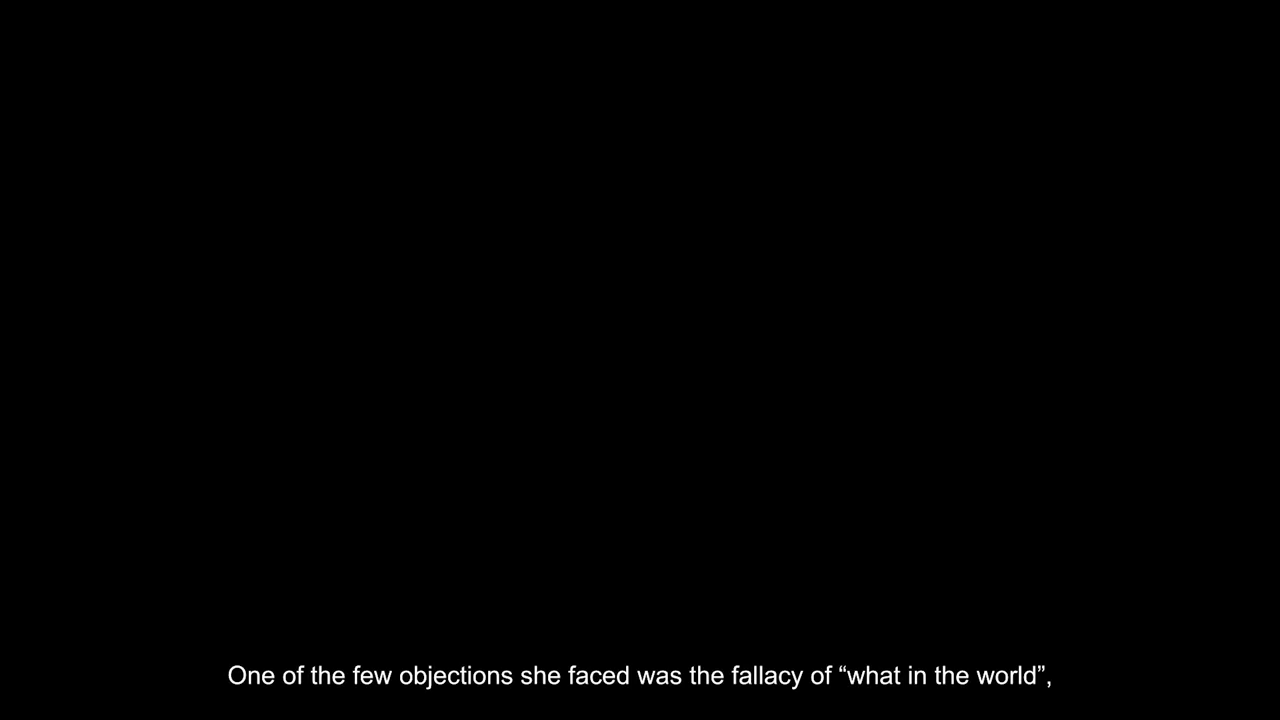 One of the few objections she faced was the fallacy of “what in the world”,